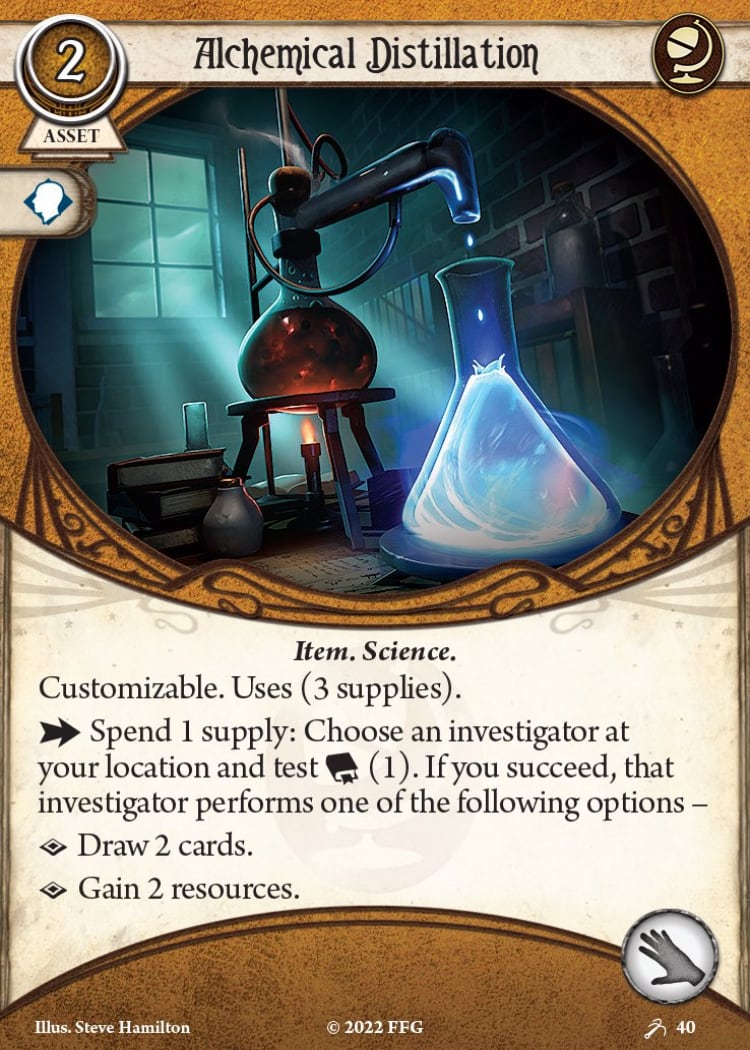 2
Alchemical Distillation
ASSET
Item. Science.
Customizable. Uses (3 supplies).
Spend 1 supply: Choose an investigator at
your location and test (1). If you succeed, that
investigator performs one of the following options –
Draw 2 cards.
Gain 2 resources.
Illus. Steve Hamilton
© 2022 FFG
40